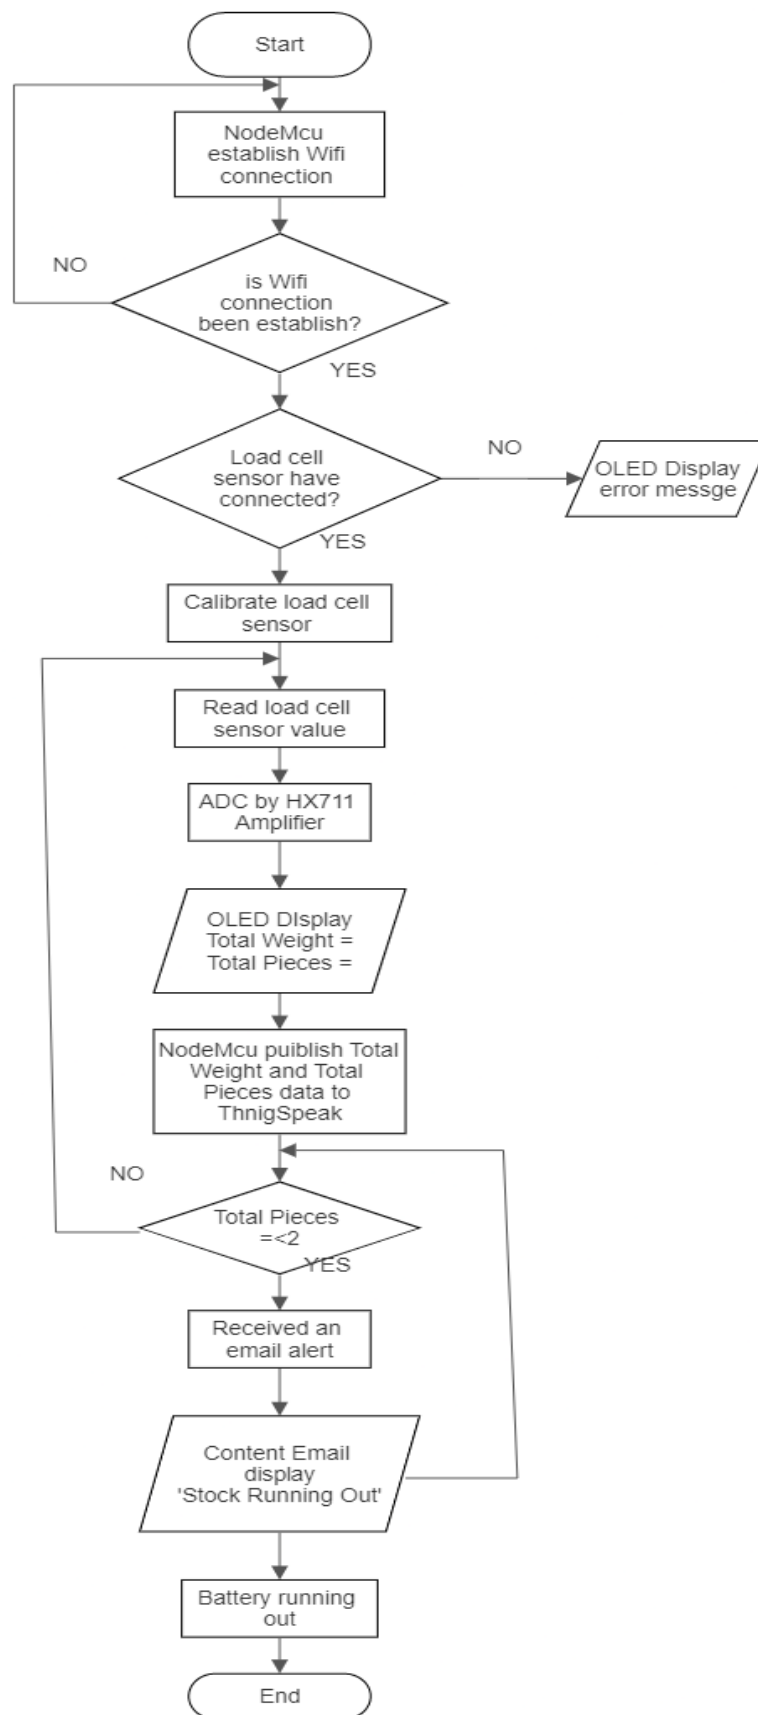 Start
NodeMcu
establish Wifi
connection
NO
is Wifi
connection
been establish?
YES
Load cell
sensor have
connected?
NO
OLED Display
error messge
YES
Calibrate load cell
sensor
Read load cell
sensor value
ADC by HX711
Amplifier
OLED DIsplay
Total Weight =
Total Pieces =
NodeMcu puiblish Total
Weight and Total
Pieces data to
ThnigSpeak
NO
Total Pieces
=<2
YES
Received an
email alert
Content Email
display
'Stock Running Out'
Battery running
out
End